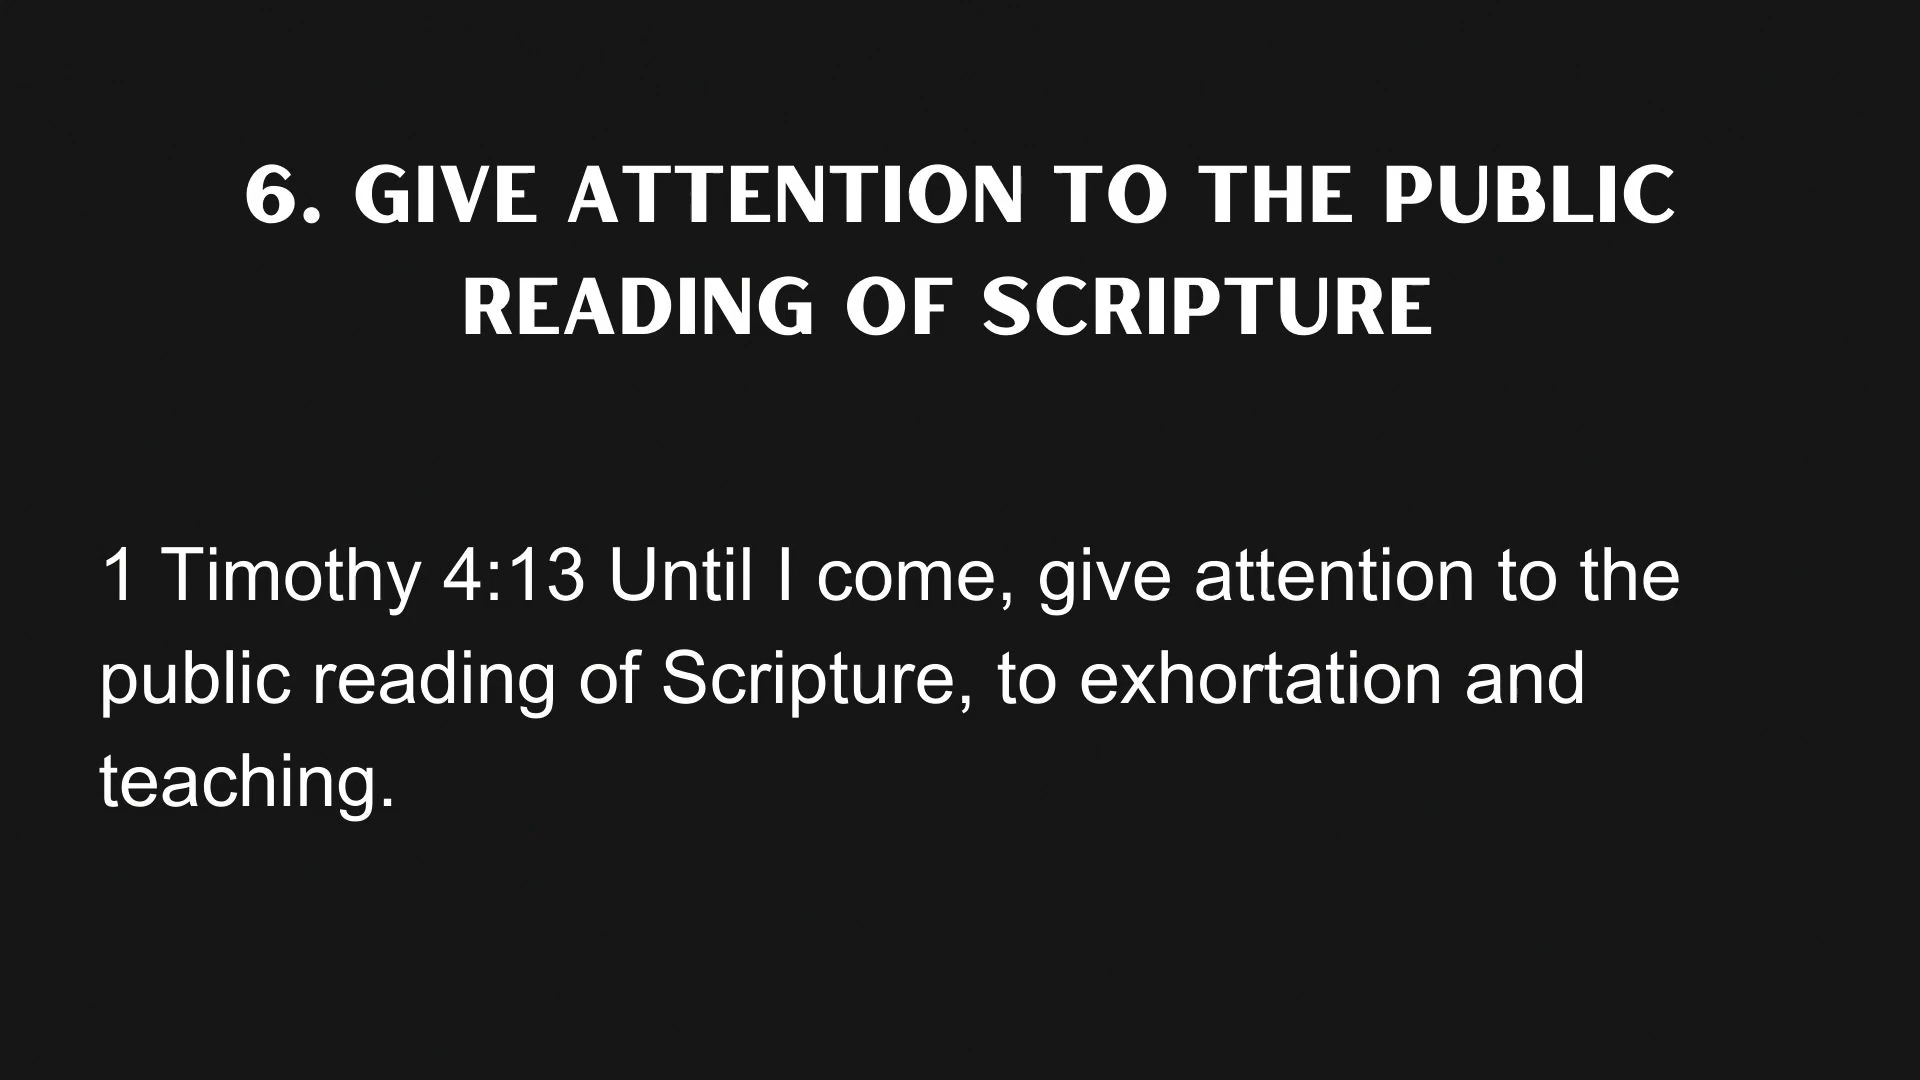 6. GIVE ATTENTION TO THE PUBLIC
READING OF SCRIPTURE
1 Timothy 4:13 Until I come, give attention to the
public reading of Scripture, to exhortation and
teaching.